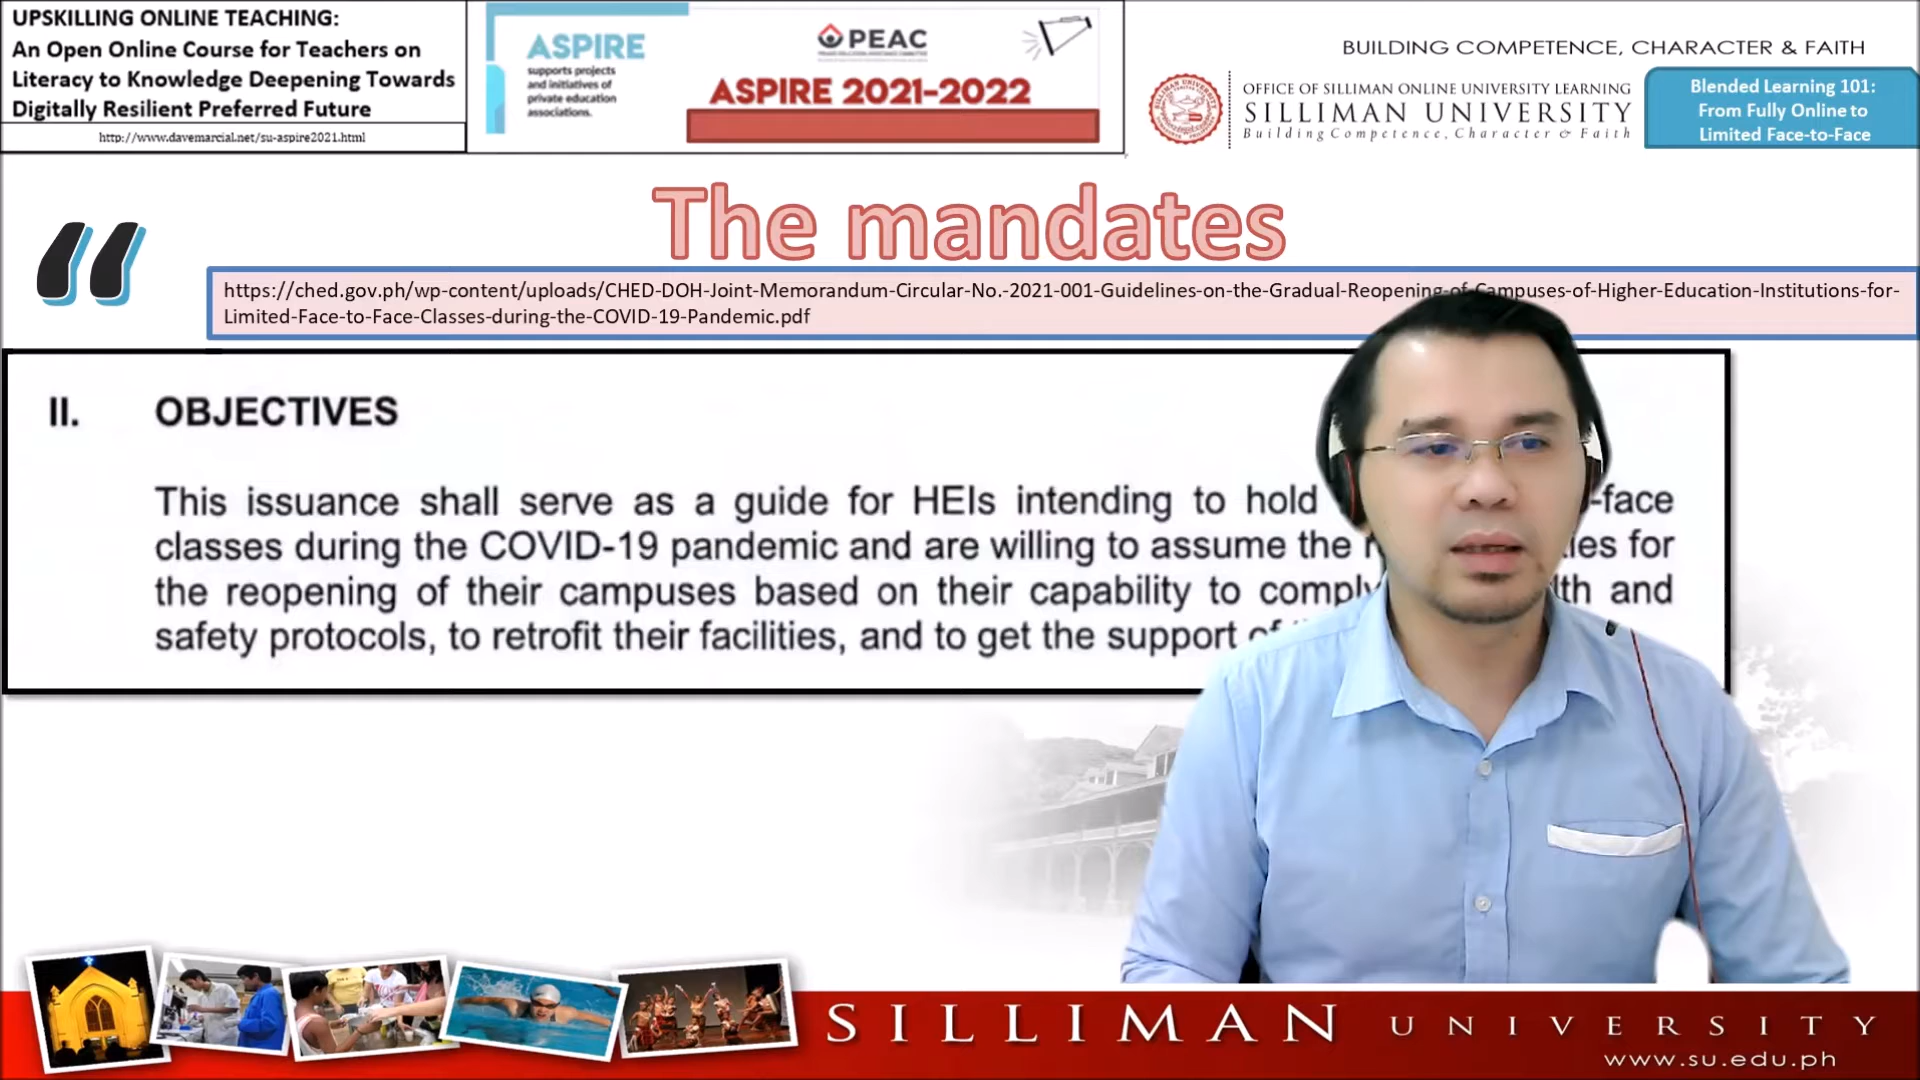 UPSKILLING ONLINE TEACHING:
An Open Online Course for Teachers on
Literacy to Knowledge Deepening Towards
Digitally Resilient Preferred Future
http://www.davemarcial.net/su-aspire2021.html
ASPIRE
supports projects
and initiatives of
private education
associations.
PEAC
ASPIRE 2021-2022
BUILDING COMPETENCE, CHARACTER & FAITH
OFFICE OF SILLIMAN ONLINE UNIVERSITY LEARNING
SILLIMAN UNIVERSITY
Building Competence, Character & Faith
Blended Learning 101:
From Fully Online to
Limited Face-to-Face
The mandates
https://ched.gov.ph/wp-content/uploads/CHED-DOH-Joint-Memorandum-Circular-No.-2021-001-Guidelines-on-the-Gradual-Reopening-of-Campuses-of-Higher-Education-Institutions-for-
Limited-Face-to-Face-Classes-during-the-COVID-19-Pandemic.pdf
II. OBJECTIVES
This issuance shall serve as a guide for HEIs intending to hold -face
classes during the COVID-19 pandemic and are willing to assume the for
the reopening of their campuses based on their capability to comply and
safety protocols, to retrofit their facilities, and to get the support of
SILLIMAN UNIVERSITY
www.su.edu.ph